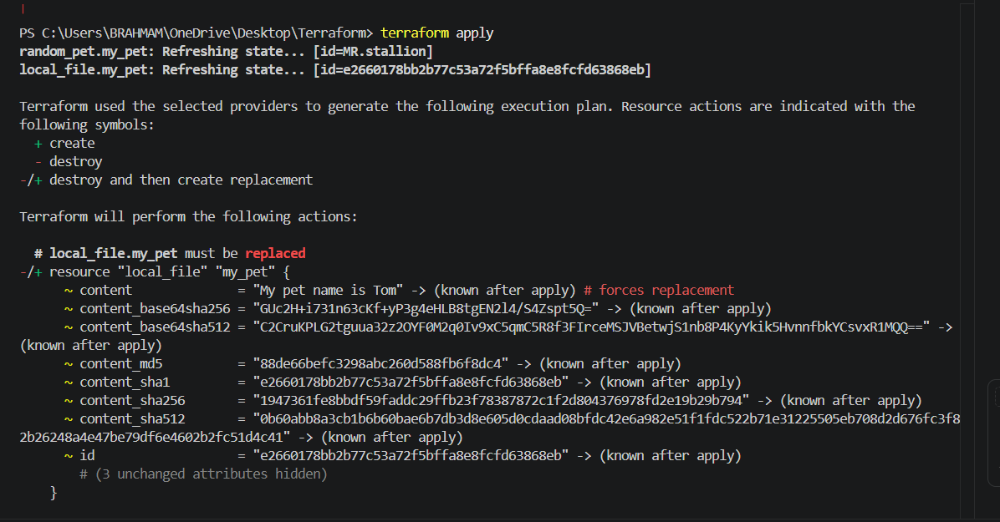 PS C:\Users\BRAHMAM\OneDrive\Desktop\Terraform> terraform apply
random_pet.my_pet: Refreshing state... [id=MR.stallion]
local_file.my_pet: Refreshing state... [id=e2660178bb2b77c53a72f5bffa8e8fcfd63868eb]

Terraform used the selected providers to generate the following execution plan. Resource actions are indicated with the
following symbols:
  + create
  - destroy
-/+ destroy and then create replacement

Terraform will perform the following actions:

  # local_file.my_pet must be replaced
-/+ resource "local_file" "my_pet" {
      ~ content              = "My pet name is Tom" -> (known after apply) # forces replacement
      ~ content_base64sha256 = "GUc2H+i731n63cKf+yP3g4eHLB8tgEN2l4/S4Zspt5Q=" -> (known after apply)
      ~ content_base64sha512 = "C2CruKPLG2tguua32z2OYF0M2q0Iv9xC5qmC5R8f3FIrceMSJVBetwjS1nb8P4KyYkik5HvnnfbkYCsvxR1MQQ==" ->
(known after apply)
      ~ content_md5          = "88de66befc3298abc260d588fb6f8dc4" -> (known after apply)
      ~ content_sha1         = "e2660178bb2b77c53a72f5bffa8e8fcfd63868eb" -> (known after apply)
      ~ content_sha256       = "1947361fe8bbdf59faddc29ffb23f78387872c1f2d804376978fd2e19b29b794" -> (known after apply)
      ~ content_sha512       = "0b60abb8a3cb1b6b60bae6b7db3d8e605d0cdaad08bfdc42e6a982e51f1fdc522b71e31225505eb708d2d676fc3f8
2b26248a4e47be79df6e4602b2fc51d4c41" -> (known after apply)
      ~ id                   = "e2660178bb2b77c53a72f5bffa8e8fcfd63868eb" -> (known after apply)
        # (3 unchanged attributes hidden)
    }